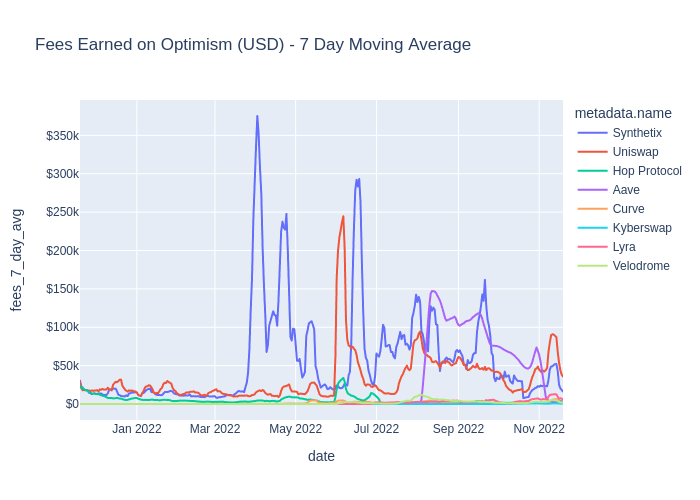 Fees Earned on Optimism (USD) - 7 Day Moving Average
metadata.name
Synthetix
Uniswap
Hop Protocol
Aave
Curve
Kyberswap
Lyra
Velodrome
fees_7_day_avg
$350k
$300k
$250k
$200k
$150k
$100k
$50k
$0
Jan 2022
Mar 2022
May 2022
Jul 2022
Sep 2022
Nov 2022
date